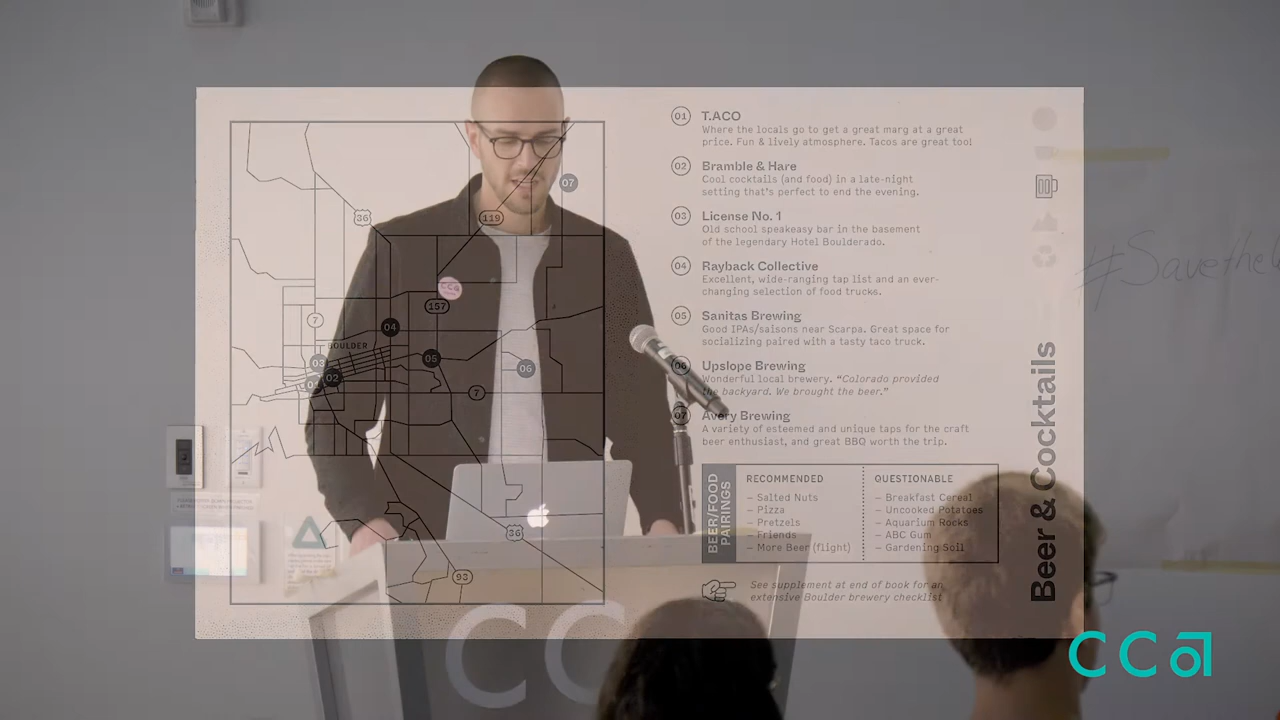 01 T.ACO
Where the locals go to get a great marg at a great
price. Fun & lively atmosphere. Tacos are great too!
02 Bramble & Hare
Cool cocktails (and food) in a late-night
setting that's perfect to end the evening.
03 License No. 1
Old school speakeasy bar in the basement
of the legendary Hotel Boulderado.
04 Rayback Collective
Excellent, wide-ranging tap list and an ever-
changing selection of food trucks.
05 Sanitas Brewing
Good IPAs/saisons near Scarpa. Great space for
socializing paired with a tasty taco truck.
06 Upslope Brewing
Wonderful local brewery. “Colorado provided
the backyard. We brought the beer.”
07 Avery Brewing
A variety of esteemed and unique taps for the craft
beer enthusiast, and great BBQ worth the trip.
BEER/FOOD
PAIRINGS
RECOMMENDED
– Salted Nuts
– Pizza
– Pretzels
– Friends
– More Beer (flight)
QUESTIONABLE
– Breakfast Cereal
– Uncooked Potatoes
– Aquarium Rocks
– ABC Gum
– Gardening Soil
See supplement at end of book for an
extensive Boulder brewery checklist
Beer & Cocktails
07
36
119
CCA
157
7
04
BOULDER
03
05
02
01
06
7
36
93
#Savethe
CC
CCa